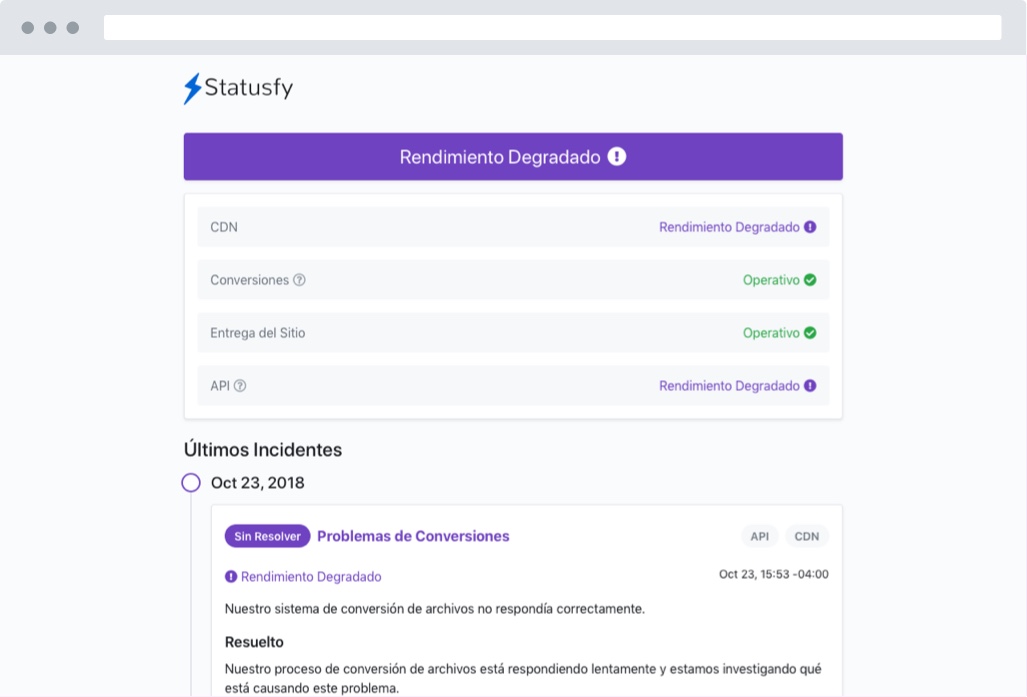 Statusfy
Rendimiento Degradado
CDN
Rendimiento Degradado
Conversiones
Operativo
Entrega del Sitio
Operativo
API
Rendimiento Degradado
Últimos Incidentes
Oct 23, 2018
Sin Resolver Problemas de Conversiones API CDN
Rendimiento Degradado Oct 23, 15:53 -04:00
Nuestro sistema de conversión de archivos no respondía correctamente.
Resuelto
Nuestro proceso de conversión de archivos está respondiendo lentamente y estamos investigando qué
está causando este problema.